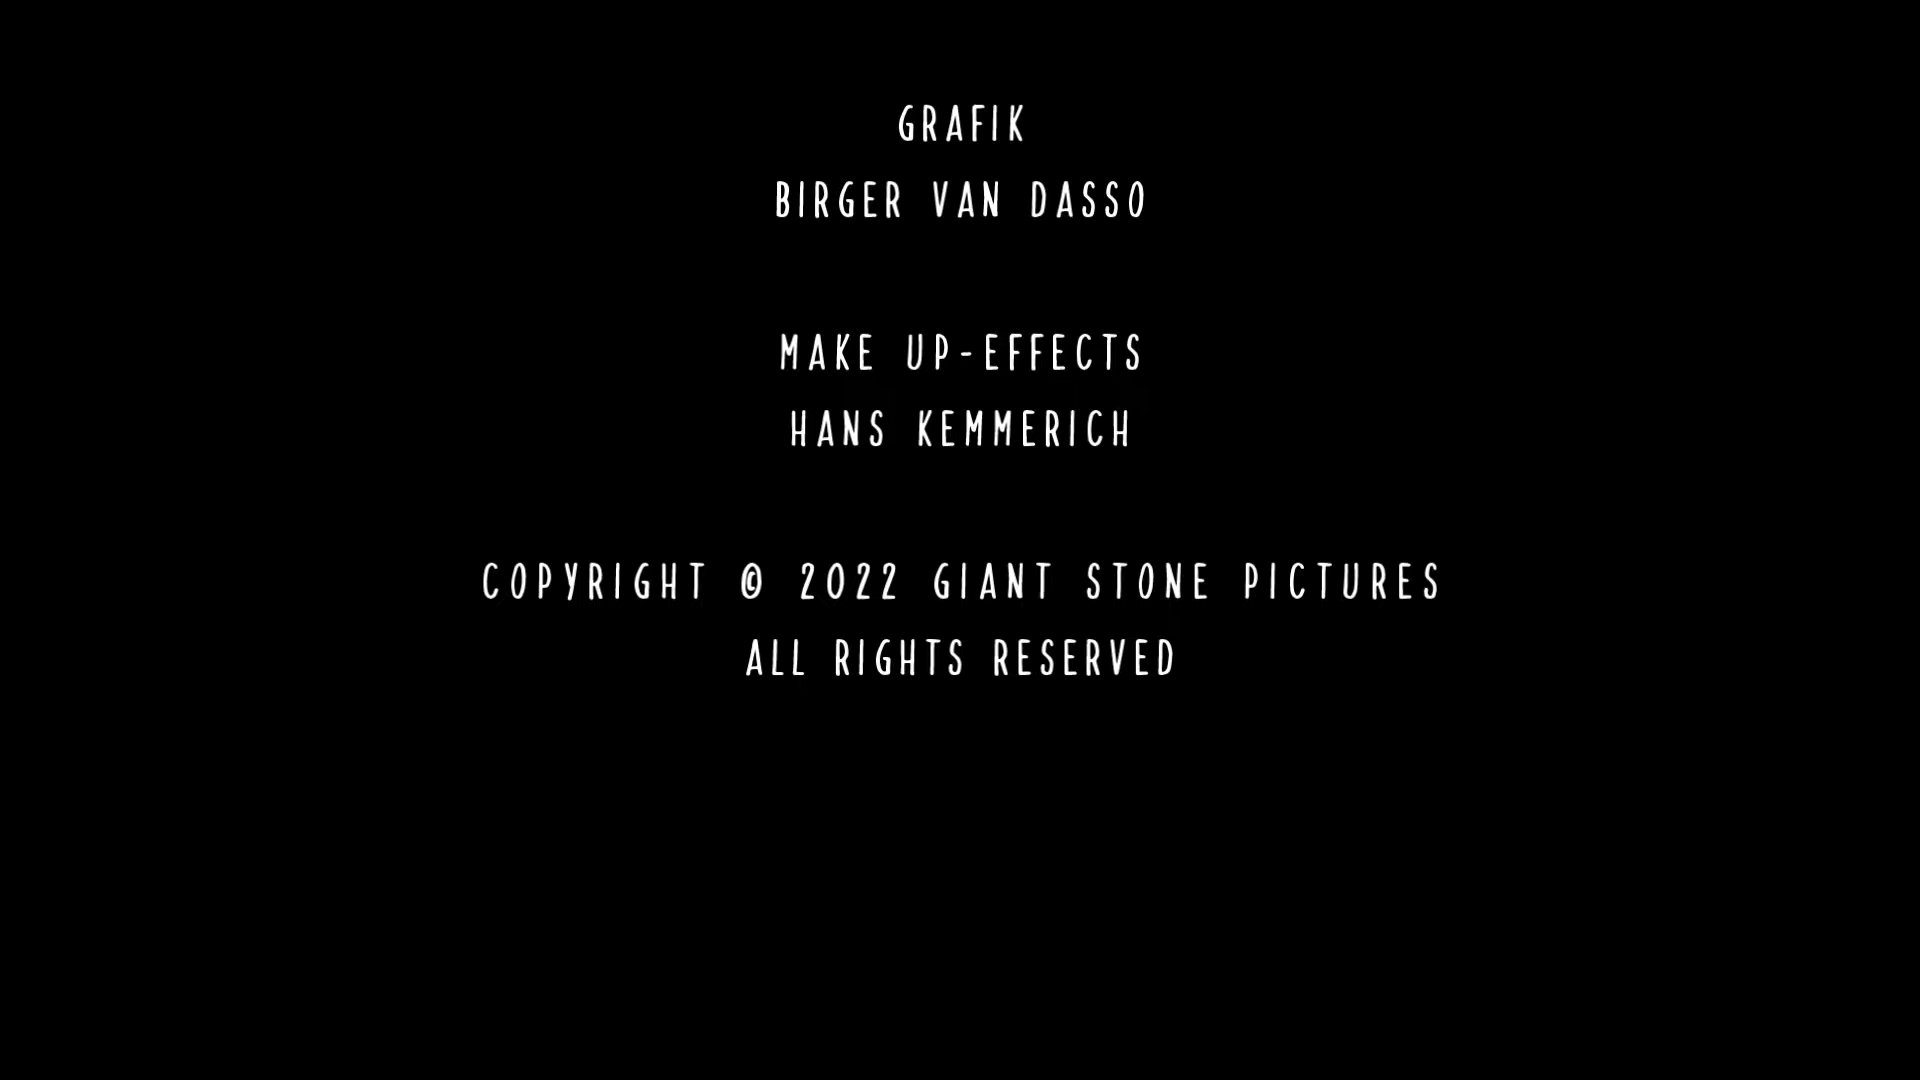 GRAFIK
BIRGER VAN DASSO
MAKE UP-EFFECTS
HANS KEMMERICH
COPYRIGHT © 2022 GIANT STONE PICTURES
ALL RIGHTS RESERVED